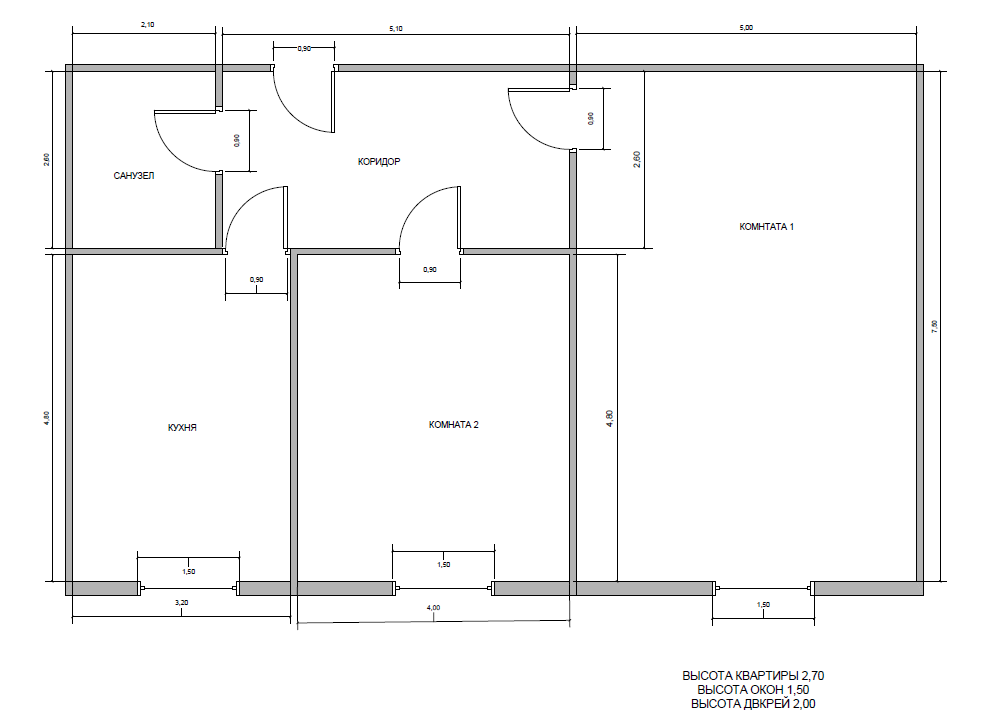 2,10
5,10
5,00
0,90
0,90
0,90
2,60
САНУЗЕЛ
КОРИДОР
2,60
КОМНТАТА 1
0,90
0,90
7,50
4,80
КУХНЯ
КОМНАТА 2
4,80
1,50
1,50
3,20
4,00
1,50
ВЫСОТА КВАРТИРЫ 2,70
ВЫСОТА ОКОН 1,50
ВЫСОТА ДВКРЕЙ 2,00